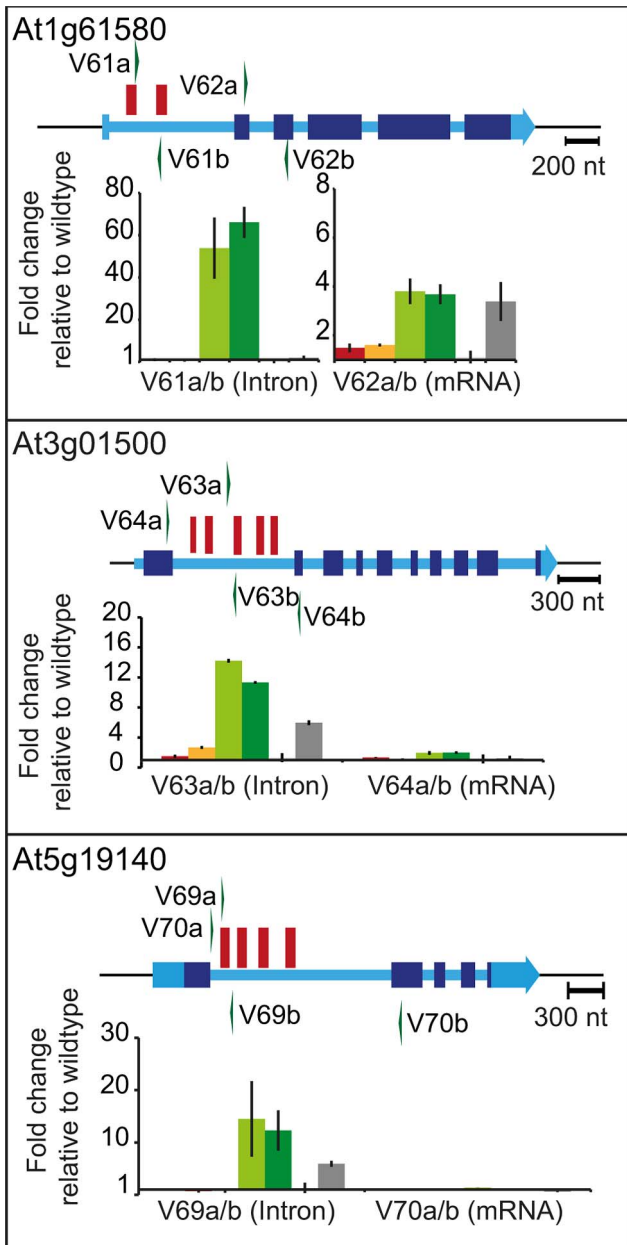 At1g61580
V61a
V62a
V61b
V62b
200 nt
Fold change
relative to wildtype
80
60
40
20
1
8
6
4
2
V61a/b (Intron)
V62a/b (mRNA)
At3g01500
V63a
V64a
V63b
V64b
300 nt
Fold change
relative to wildtype
20
16
12
8
4
0
V63a/b (Intron)
V64a/b (mRNA)
At5g19140
V69a
V70a
V69b
V70b
300 nt
Fold change
relative to wildtype
30
20
10
1
V69a/b (Intron)
V70a/b (mRNA)